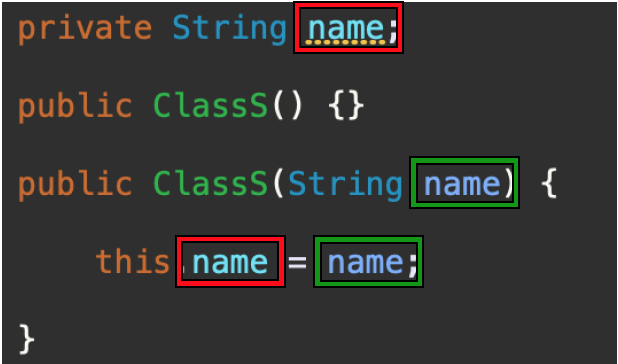 private String name;
public ClassS() {}
public ClassS(String name) {
this.name = name;
}